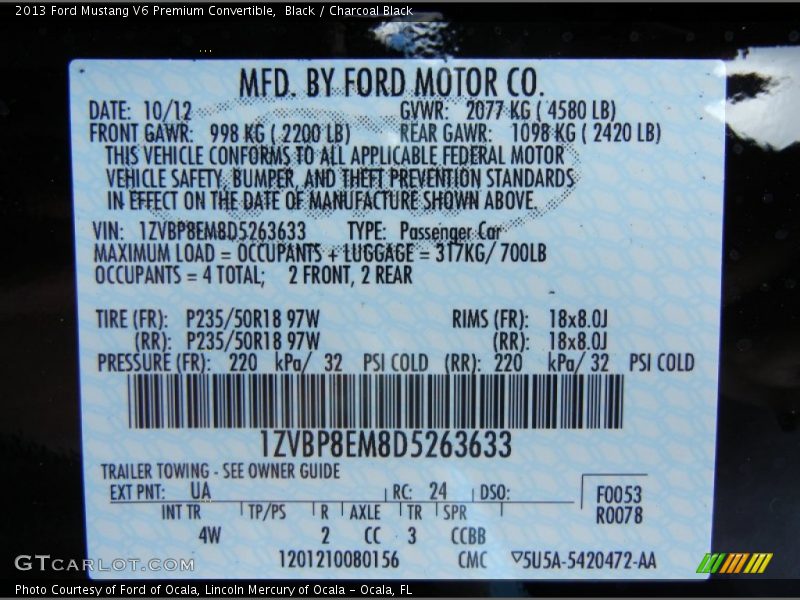 2013 Ford Mustang V6 Premium Convertible,  Black / Charcoal Black
MFD. BY FORD MOTOR CO.
DATE: 10/12 GVWR: 2077 KG ( 4580 LB)
FRONT GAWR: 998 KG ( 2200 LB) REAR GAWR: 1098 KG ( 2420 LB)
THIS VEHICLE CONFORMS TO ALL APPLICABLE FEDERAL MOTOR
VEHICLE SAFETY, BUMPER, AND THEFT PREVENTION STANDARDS
IN EFFECT ON THE DATE OF MANUFACTURE SHOWN ABOVE.
VIN: 1ZVBP8EM8D5263633 TYPE: Passenger Car
MAXIMUM LOAD = OCCUPANTS + LUGGAGE = 317KG/ 700LB
OCCUPANTS = 4 TOTAL; 2 FRONT, 2 REAR
TIRE (FR): P235/50R18 97W RIMS (FR): 18x8.0J
(RR): P235/50R18 97W (RR): 18x8.0J
PRESSURE (FR): 220 kPa/ 32 PSI COLD (RR): 220 kPa/ 32 PSI COLD
1ZVBP8EM8D5263633
TRAILER TOWING - SEE OWNER GUIDE
EXT PNT: UA RC: 24 DSO: F0053
R0078
INT TR TP/PS R AXLE TR SPR
4W 2 CC 3 CCBB
1201210080156 CMC ▽5U5A-5420472-AA
GTCARLOT.COM
Photo Courtesy of Ford of Ocala, Lincoln Mercury of Ocala - Ocala, FL